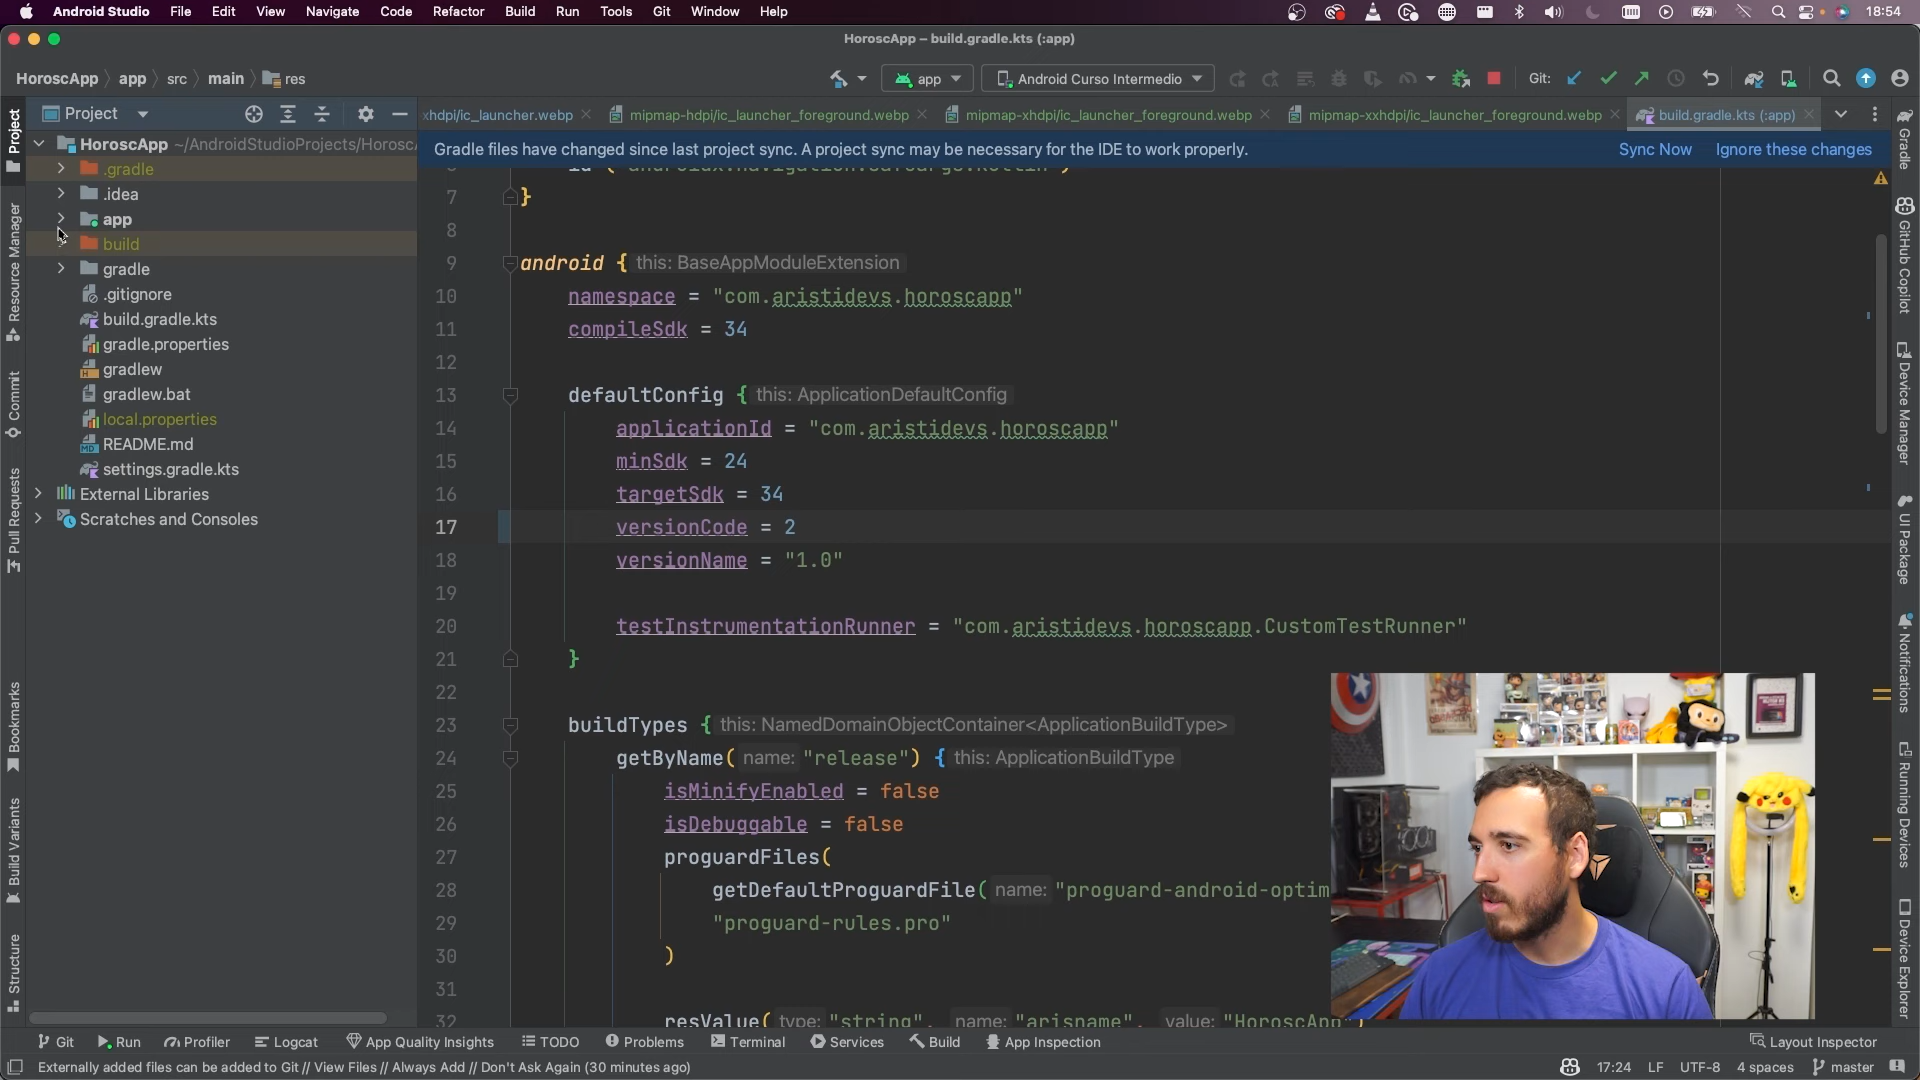 Android Studio File Edit View Navigate Code Refactor Build Run Tools Git Window Help 18:54
HoroscApp – build.gradle.kts (:app)
HoroscApp app src main res app Android Curso Intermedio Git:
Project
xhdpi/ic_launcher.webp mipmap-hdpi/ic_launcher_foreground.webp mipmap-xhdpi/ic_launcher_foreground.webp mipmap-xxhdpi/ic_launcher_foreground.webp build.gradle.kts (:app)
Gradle files have changed since last project sync. A project sync may be necessary for the IDE to work properly. Sync Now Ignore these changes
HoroscApp ~/AndroidStudioProjects/Horosc
.gradle
.idea
app
build
gradle
.gitignore
build.gradle.kts
gradle.properties
gradlew
gradlew.bat
local.properties
README.md
settings.gradle.kts
External Libraries
Scratches and Consoles
7 }
8
9 android { this: BaseAppModuleExtension
10 namespace = "com.aristidevs.horoscapp"
11 compileSdk = 34
12
13 defaultConfig { this: ApplicationDefaultConfig
14 applicationId = "com.aristidevs.horoscapp"
15 minSdk = 24
16 targetSdk = 34
17 versionCode = 2
18 versionName = "1.0"
19
20 testInstrumentationRunner = "com.aristidevs.horoscapp.CustomTestRunner"
21 }
22
23 buildTypes { this: NamedDomainObjectContainer<ApplicationBuildType>
24 getByName( name: "release") { this: ApplicationBuildType
25 isMinifyEnabled = false
26 isDebuggable = false
27 proguardFiles(
28 getDefaultProguardFile( name: "proguard-android-optim
29 "proguard-rules.pro"
30 )
31
32 resValue( type: "string", name: "arisname", value: "HoroscApp")
Project
Resource Manager
Commit
Pull Requests
Bookmarks
Build Variants
Structure
Gradle
GitHub Copilot
Device Manager
UI Package
Notifications
Running Devices
Device Explorer
Git Run Profiler Logcat App Quality Insights TODO Problems Terminal Services Build App Inspection Layout Inspector
Externally added files can be added to Git // View Files // Always Add // Don't Ask Again (30 minutes ago) 17:24 LF UTF-8 4 spaces master